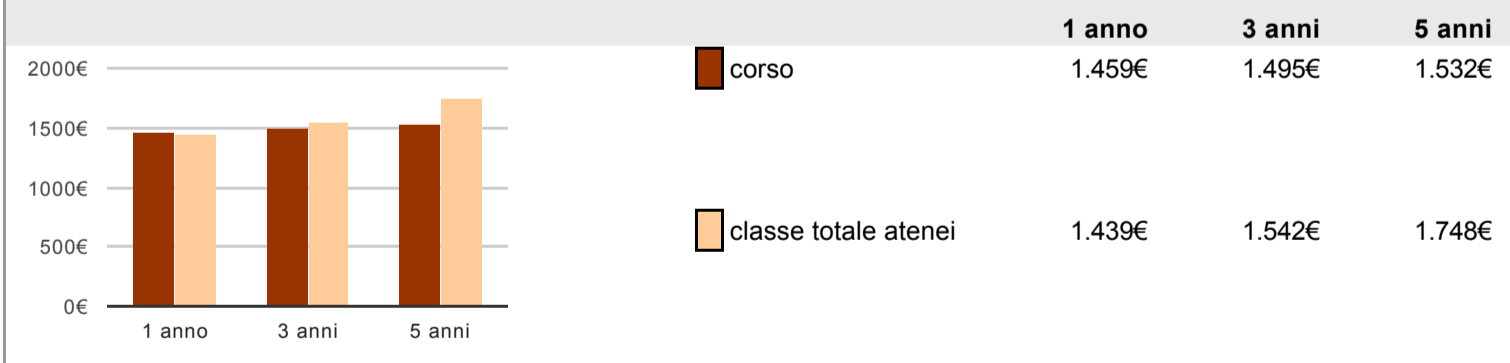 1 anno 3 anni 5 anni
2000€
1500€
1000€
500€
0€
1 anno 3 anni 5 anni
corso 1.459€ 1.495€ 1.532€
classe totale atenei 1.439€ 1.542€ 1.748€